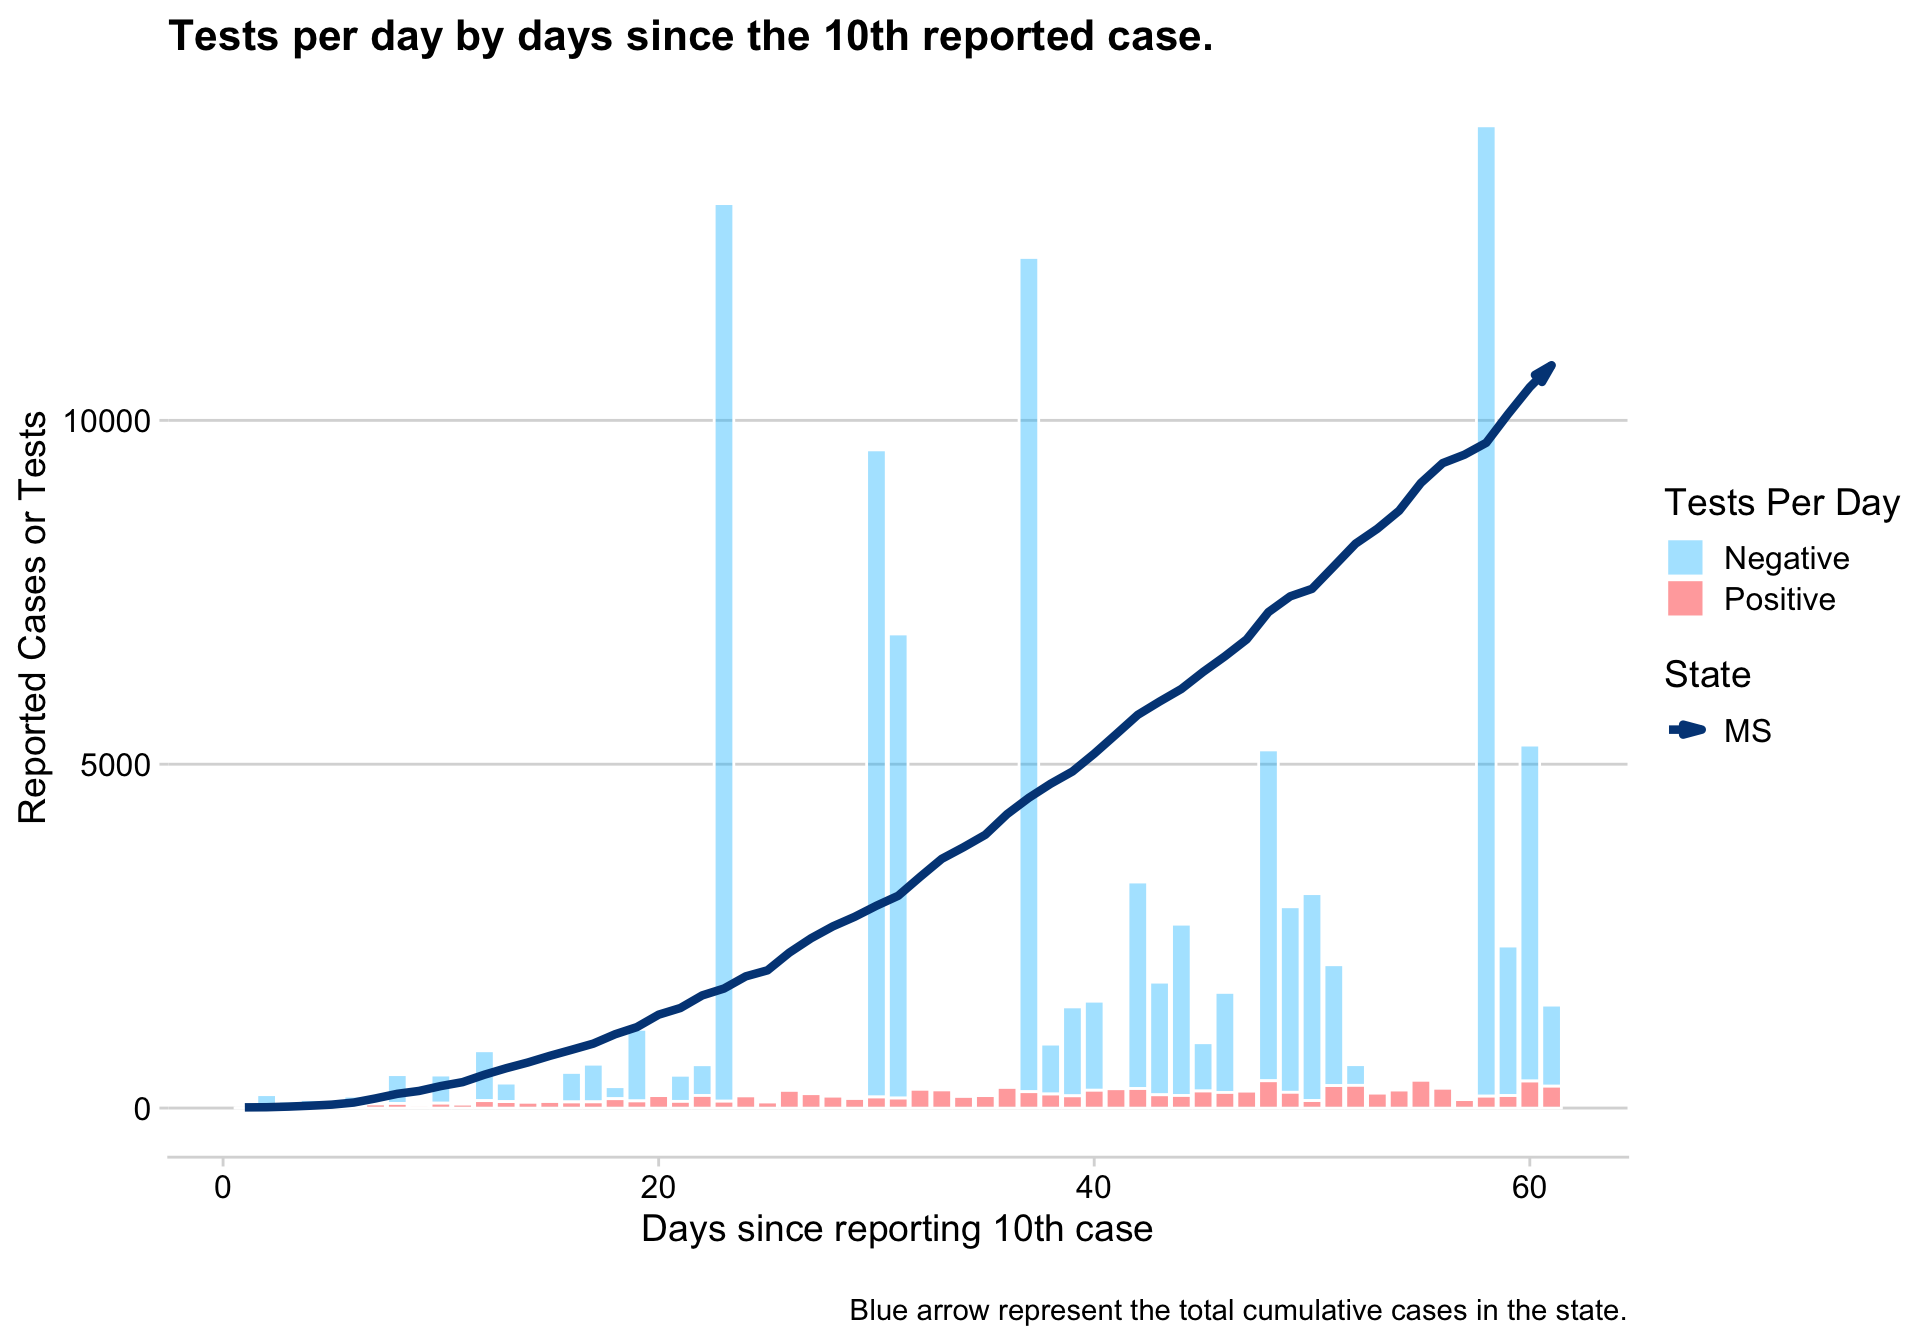 Tests per day by days since the 10th reported case.
Reported Cases or Tests
10000
5000
0
0
20
40
60
Days since reporting 10th case
Tests Per Day
Negative
Positive
State
MS
Blue arrow represent the total cumulative cases in the state.